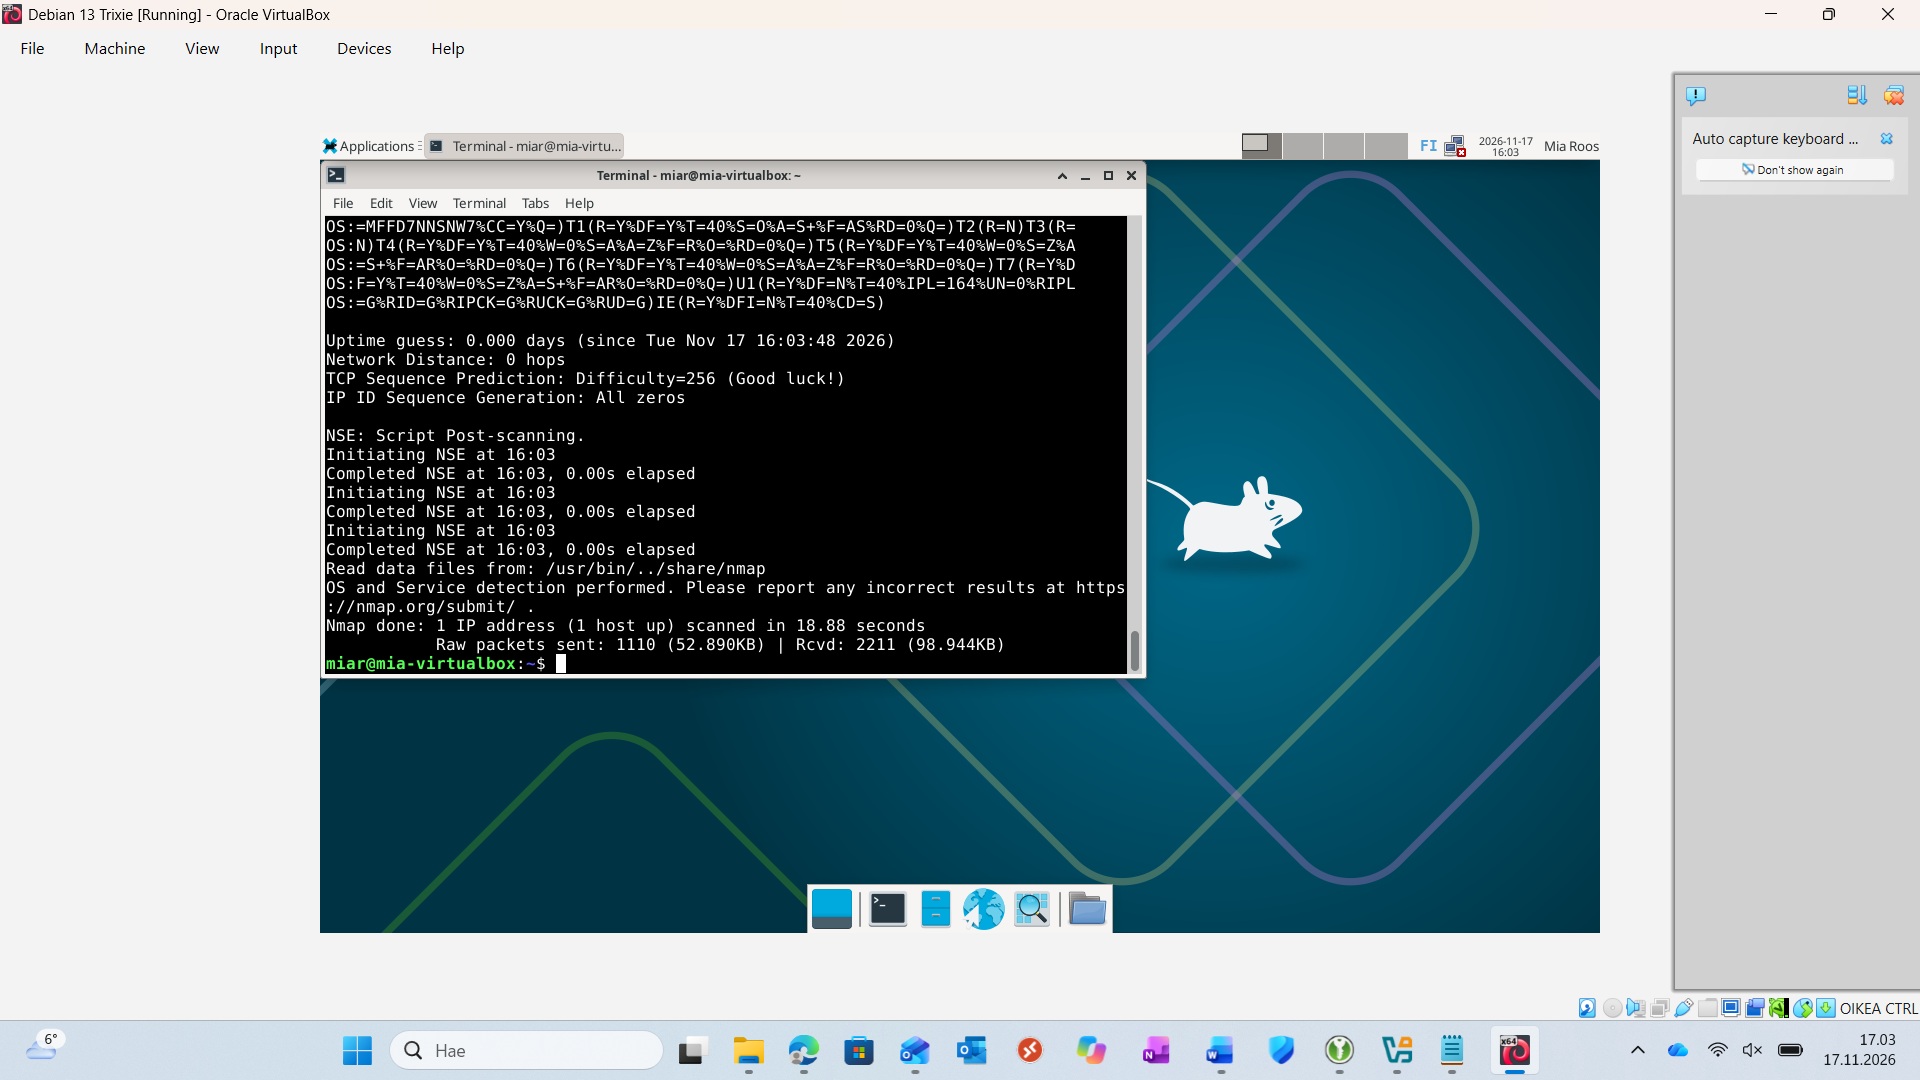 Debian 13 Trixie [Running] - Oracle VirtualBox
File Machine View Input Devices Help
Auto capture keyboard ...
Don't show again
Applications
Terminal - miar@mia-virtu...
FI
2026-11-17
16:03
Mia Roos
Terminal - miar@mia-virtualbox: ~
File Edit View Terminal Tabs Help
OS:=MFFD7NNSNW7%CC=Y%Q=)T1(R=Y%DF=Y%T=40%S=O%A=S+%F=AS%RD=0%Q=)T2(R=N)T3(R=
OS:N)T4(R=Y%DF=Y%T=40%W=0%S=A%A=Z%F=R%O=%RD=0%Q=)T5(R=Y%DF=Y%T=40%W=0%S=Z%A
OS:=S+%F=AR%O=%RD=0%Q=)T6(R=Y%DF=Y%T=40%W=0%S=A%A=Z%F=R%O=%RD=0%Q=)T7(R=Y%D
OS:F=Y%T=40%W=0%S=Z%A=S+%F=AR%O=%RD=0%Q=)U1(R=Y%DF=N%T=40%IPL=164%UN=0%RIPL
OS:=G%RID=G%RIPCK=G%RUCK=G%RUD=G)IE(R=Y%DFI=N%T=40%CD=S)
Uptime guess: 0.000 days (since Tue Nov 17 16:03:48 2026)
Network Distance: 0 hops
TCP Sequence Prediction: Difficulty=256 (Good luck!)
IP ID Sequence Generation: All zeros
NSE: Script Post-scanning.
Initiating NSE at 16:03
Completed NSE at 16:03, 0.00s elapsed
Initiating NSE at 16:03
Completed NSE at 16:03, 0.00s elapsed
Initiating NSE at 16:03
Completed NSE at 16:03, 0.00s elapsed
Read data files from: /usr/bin/../share/nmap
OS and Service detection performed. Please report any incorrect results at https
://nmap.org/submit/ .
Nmap done: 1 IP address (1 host up) scanned in 18.88 seconds
Raw packets sent: 1110 (52.890KB) | Rcvd: 2211 (98.944KB)
miar@mia-virtualbox:~$
OIKEA CTRL
6°
Hae
17.03
17.11.2026